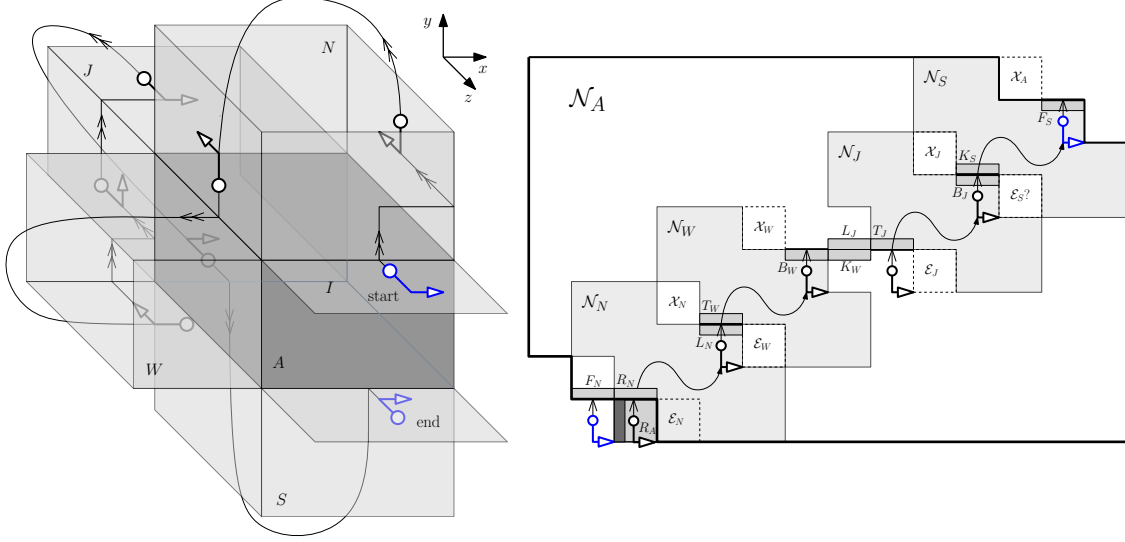 J
N
y
x
z
I
start
W
A
end
S
𝒩_A
𝒩_S
𝒳_A
F_S
𝒩_J
𝒳_J
K_S
B_J
ℰ_S?
𝒩_W
𝒳_W
L_J
T_J
B_W
K_W
ℰ_J
𝒩_N
𝒳_N
T_W
L_N
ℰ_W
F_N
R_N
ℰ_N
R_A